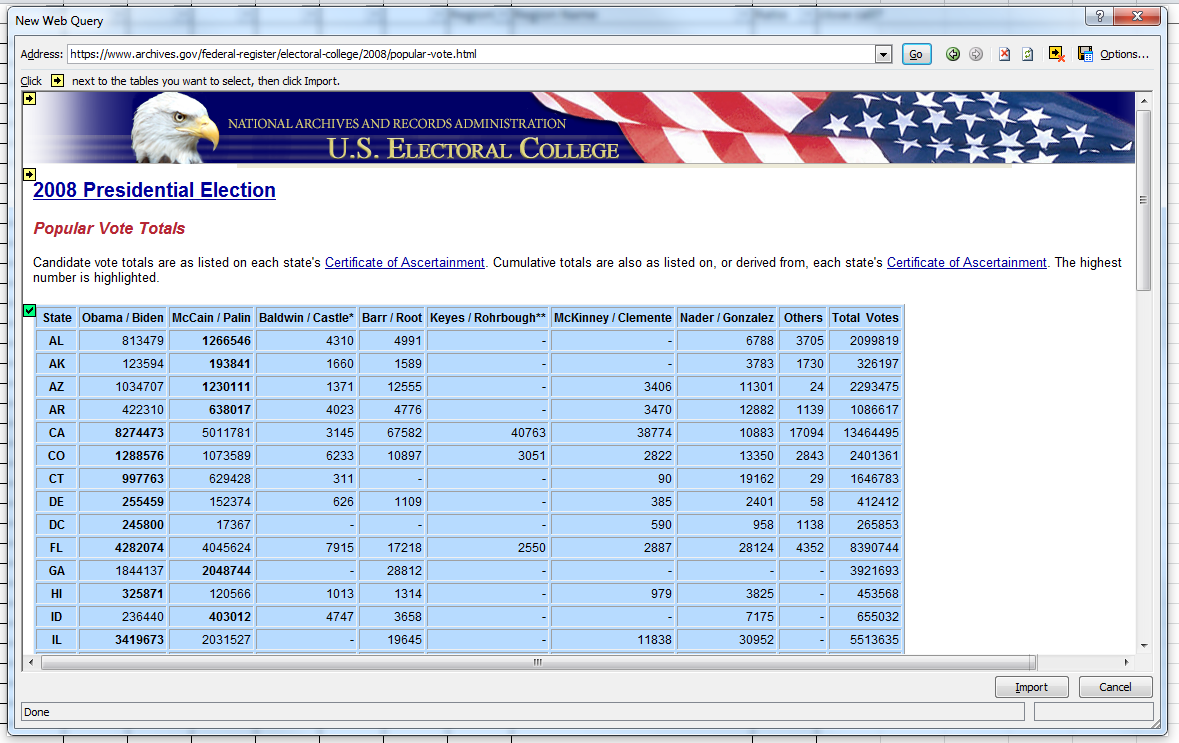 New Web Query
Address: https://www.archives.gov/federal-register/electoral-college/2008/popular-vote.html Go Options...
Click next to the tables you want to select, then click Import.
NATIONAL ARCHIVES AND RECORDS ADMINISTRATION
U.S. ELECTORAL COLLEGE
2008 Presidential Election
Popular Vote Totals
Candidate vote totals are as listed on each state's Certificate of Ascertainment. Cumulative totals are also as listed on, or derived from, each state's Certificate of Ascertainment. The highest
number is highlighted.
State Obama / Biden McCain / Palin Baldwin / Castle* Barr / Root Keyes / Rohrbough** McKinney / Clemente Nader / Gonzalez Others Total Votes
AL 813479 1266546 4310 4991 - - 6788 3705 2099819
AK 123594 193841 1660 1589 - - 3783 1730 326197
AZ 1034707 1230111 1371 12555 - 3406 11301 24 2293475
AR 422310 638017 4023 4776 - 3470 12882 1139 1086617
CA 8274473 5011781 3145 67582 40763 38774 10883 17094 13464495
CO 1288576 1073589 6233 10897 3051 2822 13350 2843 2401361
CT 997763 629428 311 - - 90 19162 29 1646783
DE 255459 152374 626 1109 - 385 2401 58 412412
DC 245800 17367 - - - 590 958 1138 265853
FL 4282074 4045624 7915 17218 2550 2887 28124 4352 8390744
GA 1844137 2048744 - 28812 - - - - 3921693
HI 325871 120566 1013 1314 - 979 3825 - 453568
ID 236440 403012 4747 3658 - - 7175 - 655032
IL 3419673 2031527 - 19645 - 11838 30952 - 5513635
Import Cancel
Done